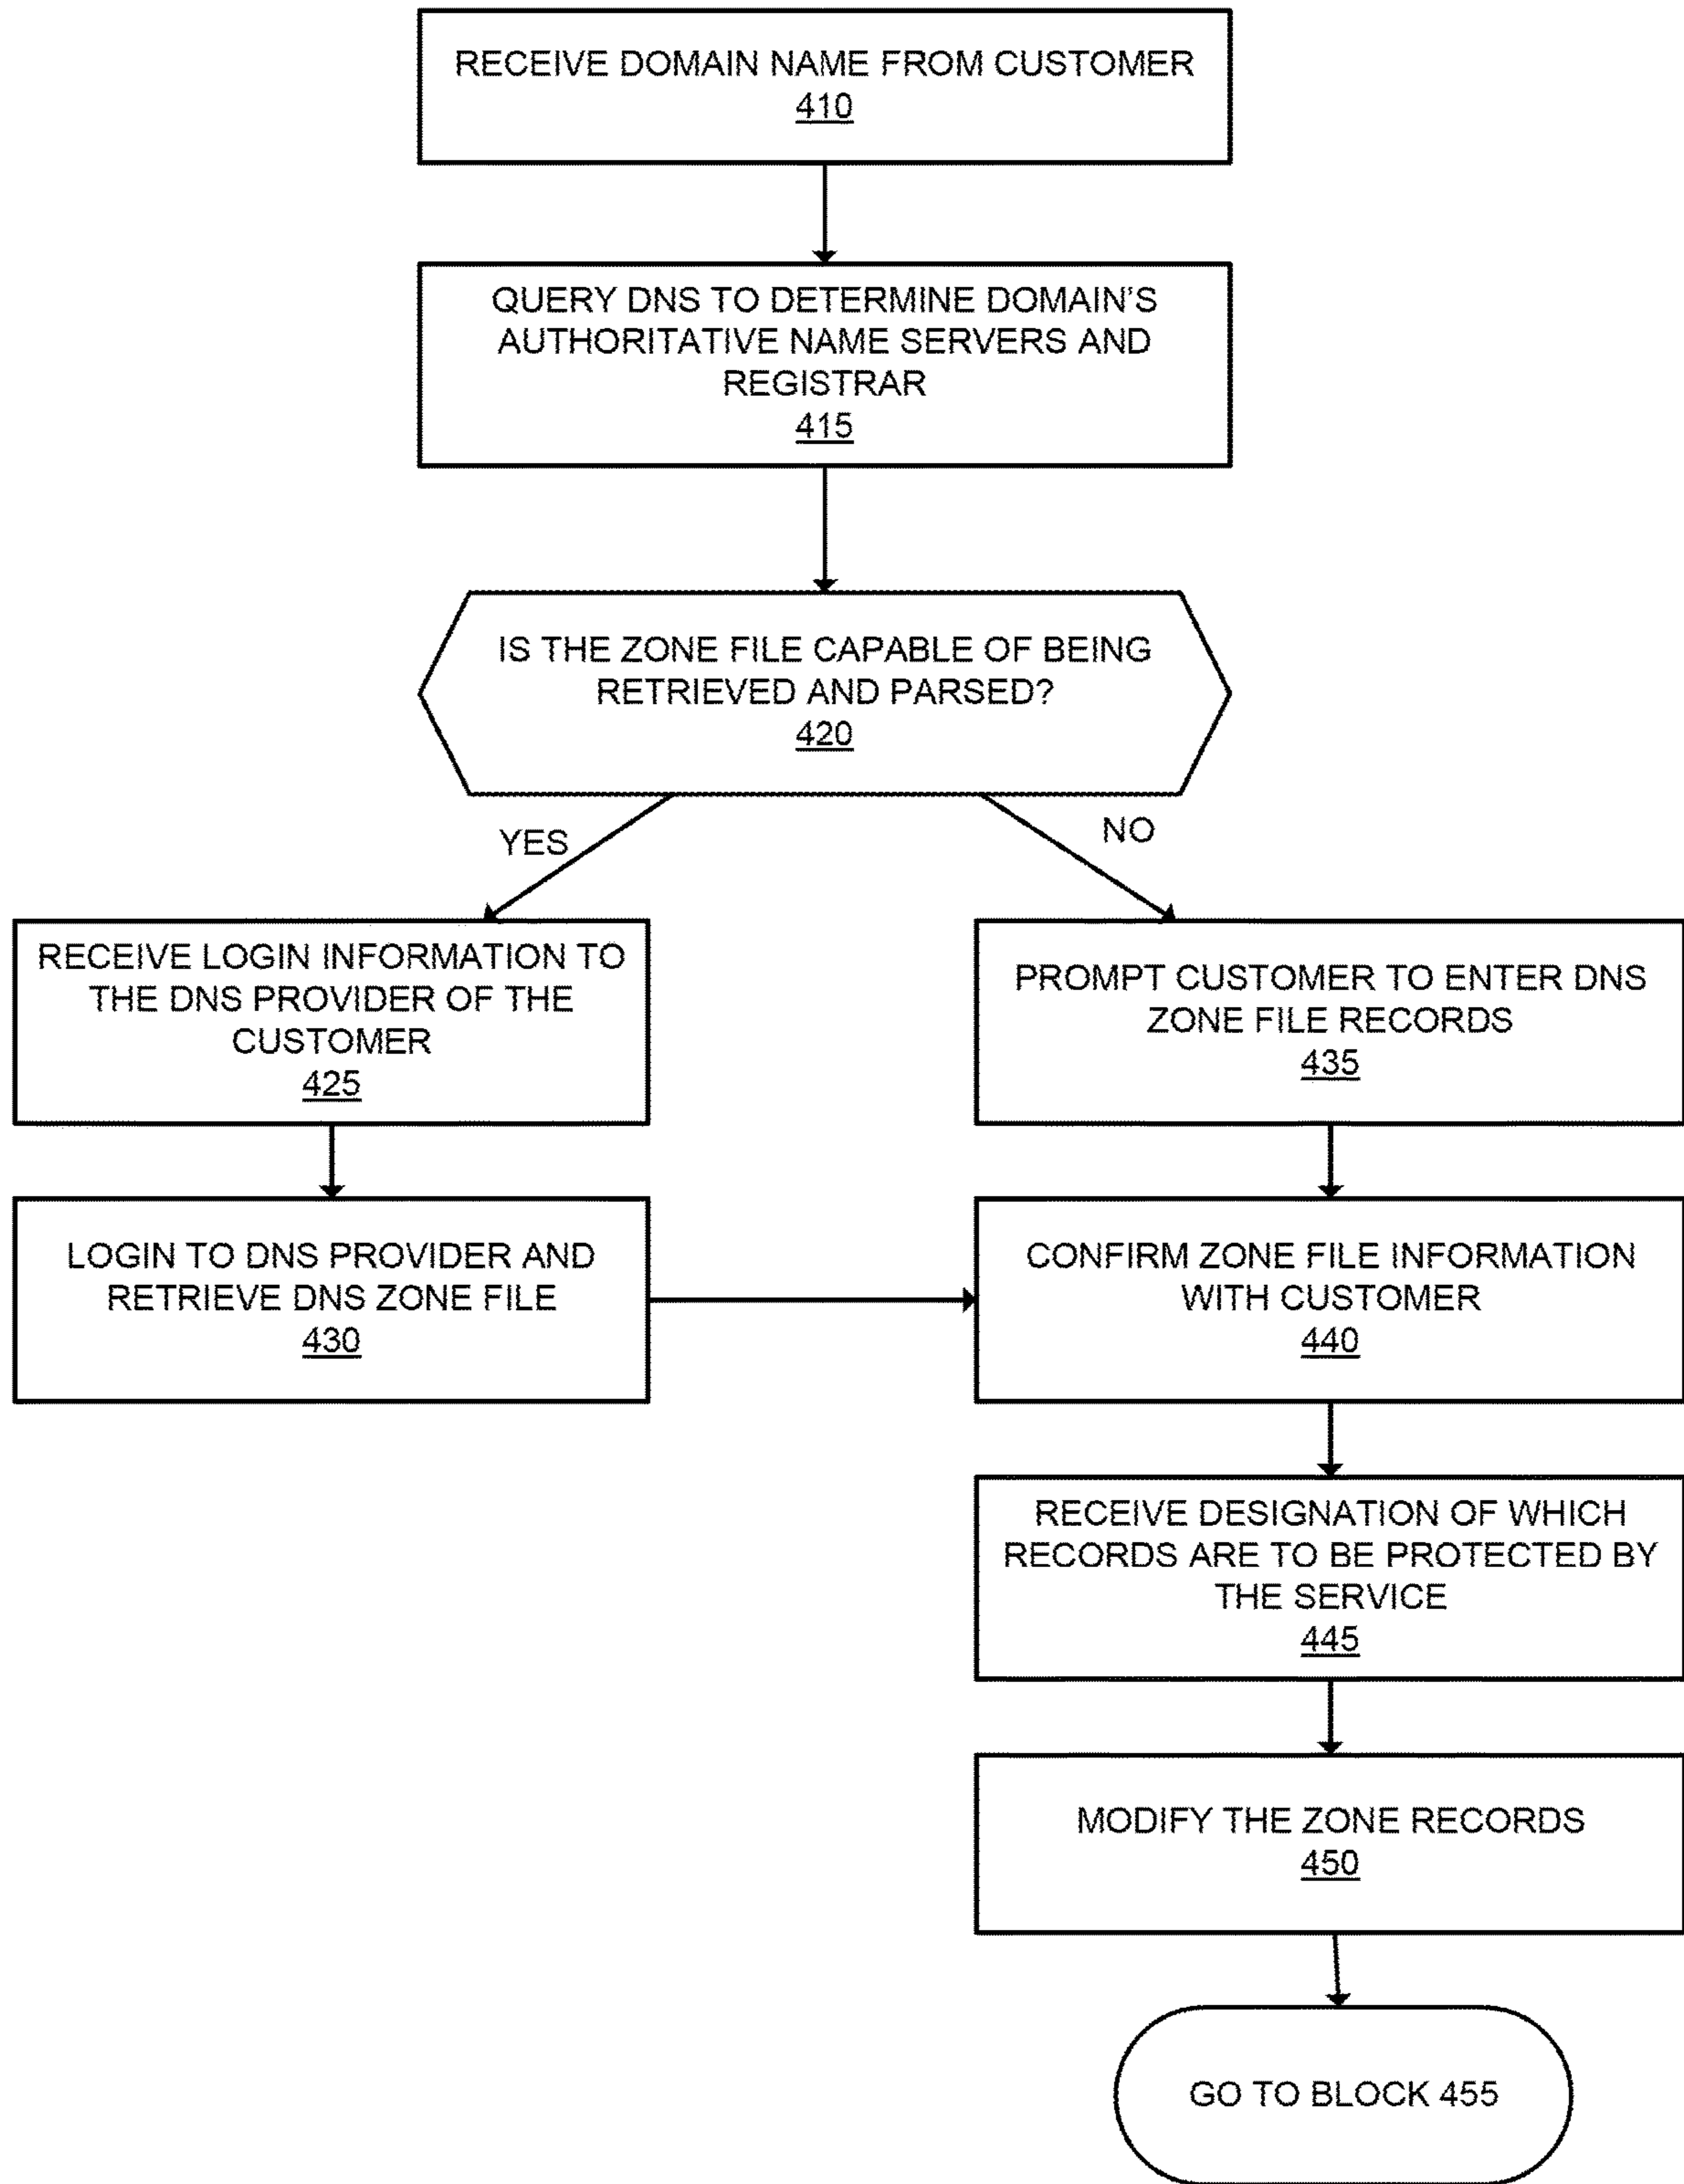 RECEIVE DOMAIN NAME FROM CUSTOMER
410
QUERY DNS TO DETERMINE DOMAIN'S
AUTHORITATIVE NAME SERVERS AND
REGISTRAR
415
IS THE ZONE FILE CAPABLE OF BEING
RETRIEVED AND PARSED?
420
YES
NO
RECEIVE LOGIN INFORMATION TO
THE DNS PROVIDER OF THE
CUSTOMER
425
PROMPT CUSTOMER TO ENTER DNS
ZONE FILE RECORDS
435
LOGIN TO DNS PROVIDER AND
RETRIEVE DNS ZONE FILE
430
CONFIRM ZONE FILE INFORMATION
WITH CUSTOMER
440
RECEIVE DESIGNATION OF WHICH
RECORDS ARE TO BE PROTECTED BY
THE SERVICE
445
MODIFY THE ZONE RECORDS
450
GO TO BLOCK 455